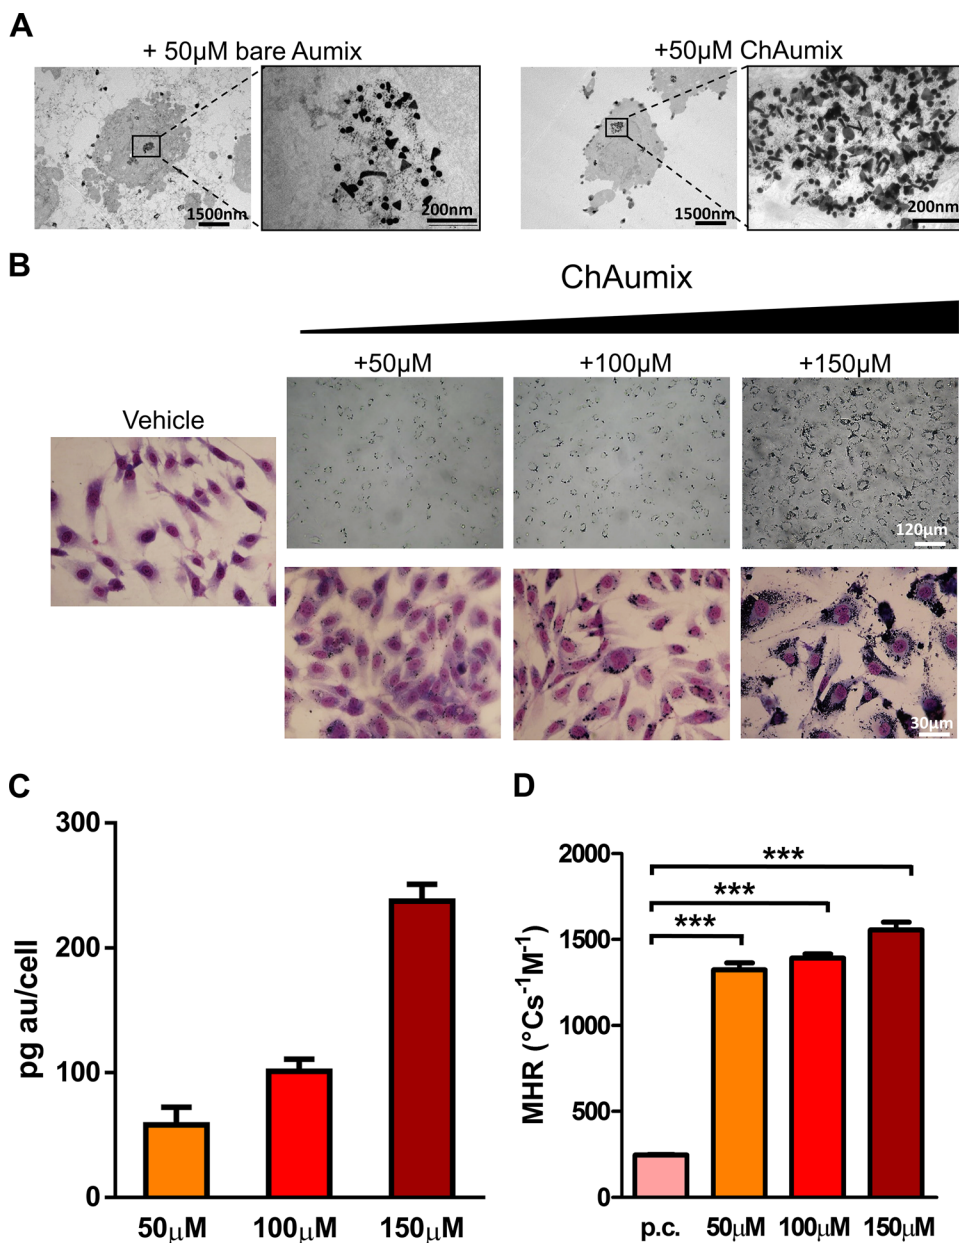 A
+ 50µM bare Aumix
+50µM ChAumix
1500nm
200nm
1500nm
200nm
B
ChAumix
+50µM
+100µM
+150µM
Vehicle
120µm
30µm
C
300
200
100
0
pg au/cell
50µM
100µM
150µM
D
2000
1500
1000
500
0
MHR (°Cs⁻¹M⁻¹)
***
***
***
p.c.
50µM
100µM
150µM